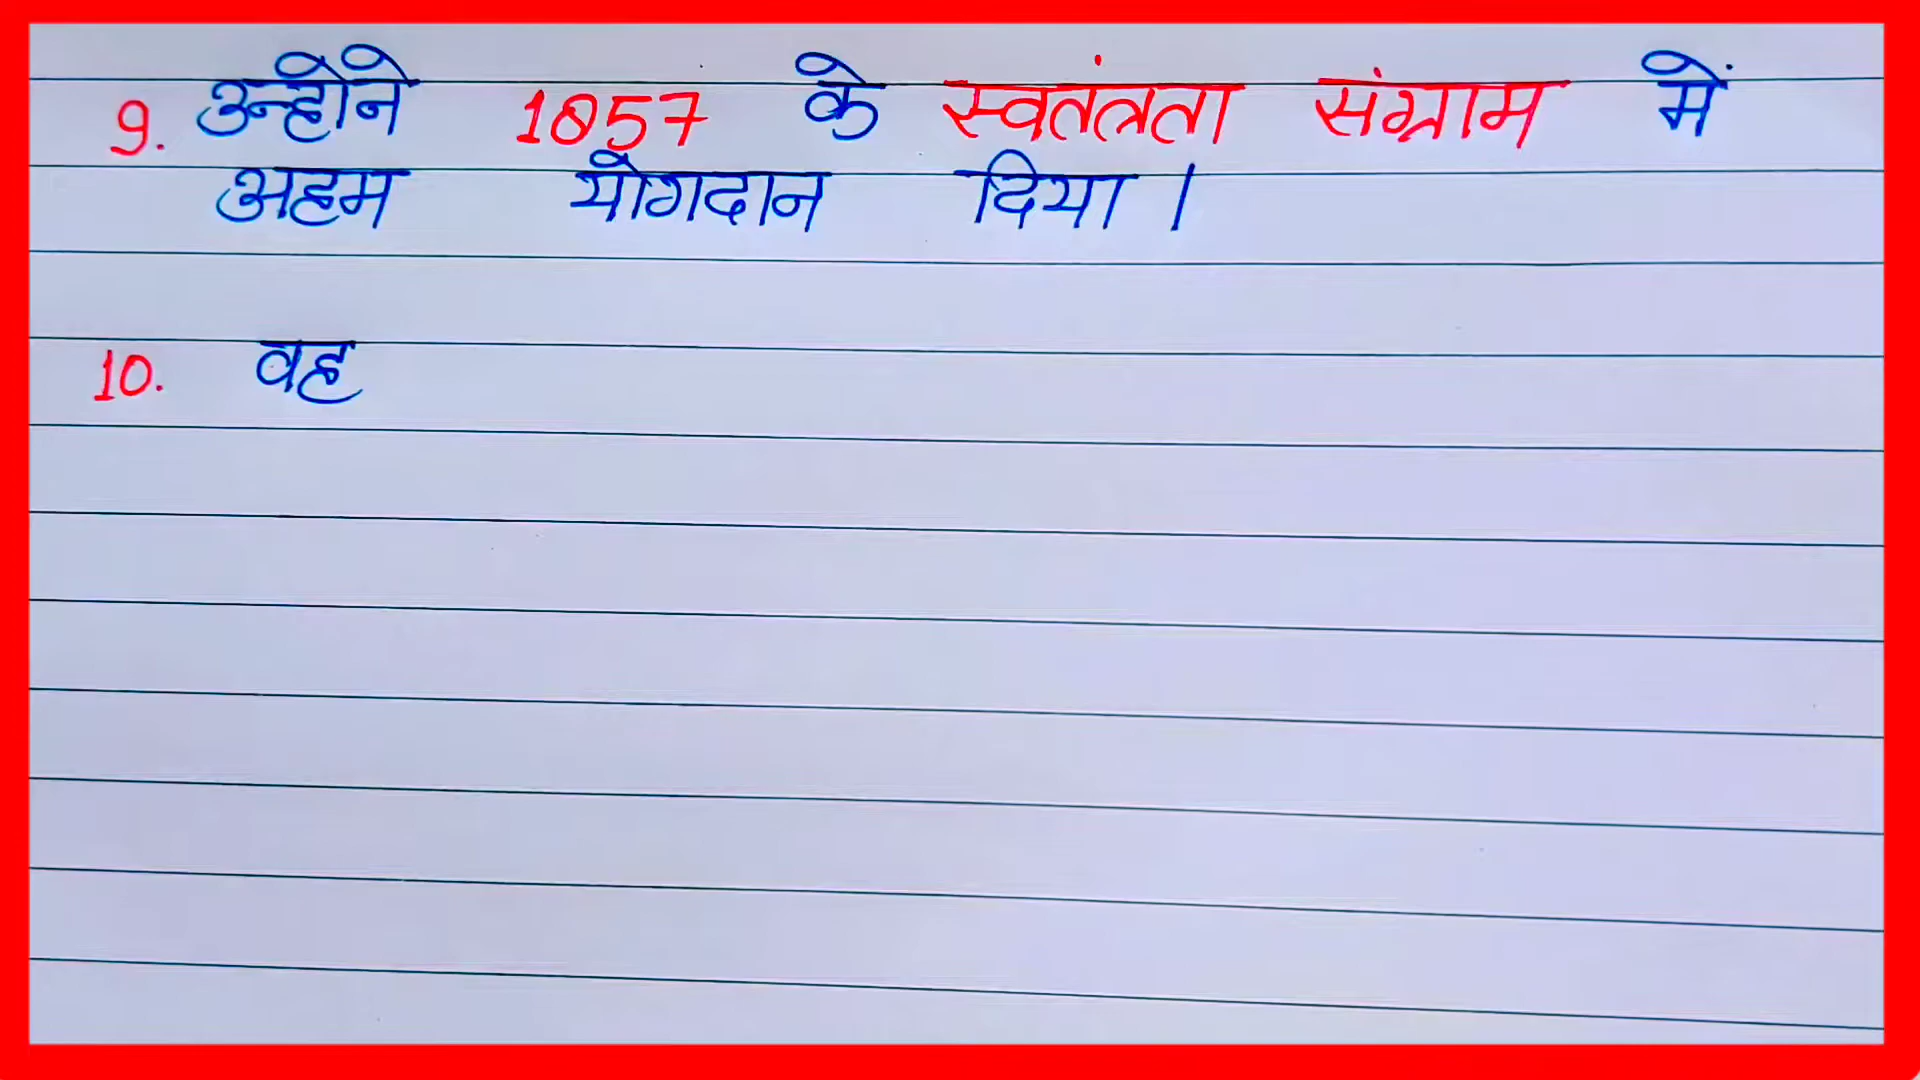 9. उन्होंने 1857 के स्वतंत्रता संग्राम में
अहम योगदान दिया।
10. वह